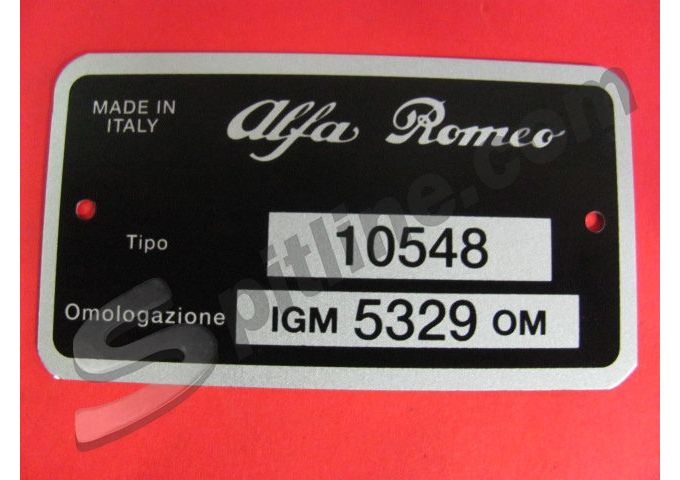 MADE IN
ITALY
Alfa Romeo
Tipo 10548
Omologazione IGM 5329 OM
Spitline.com